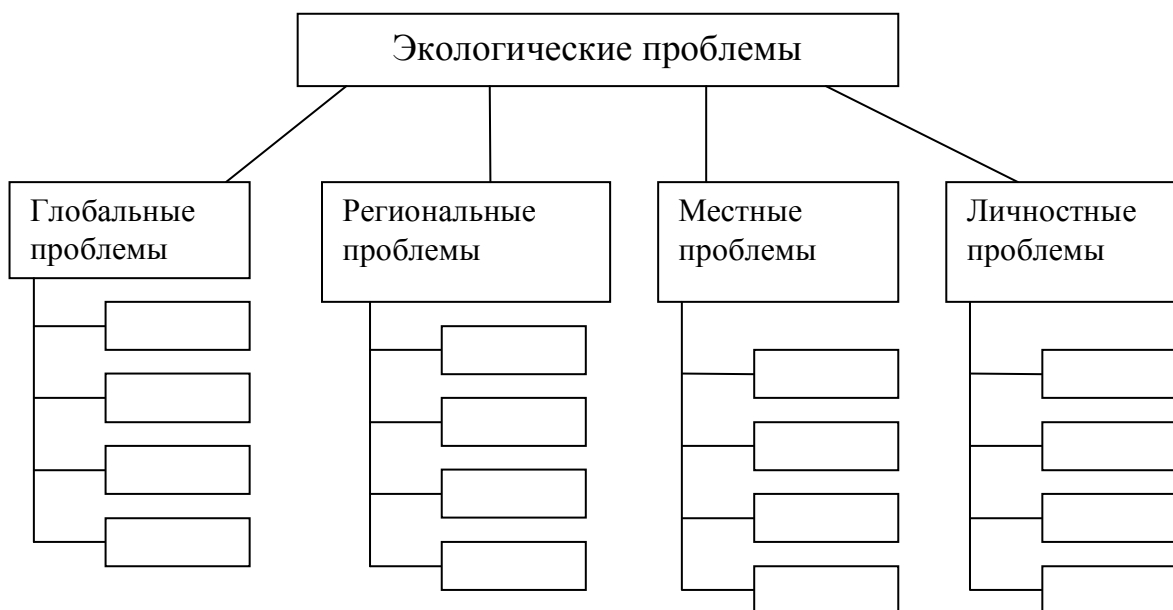 Экологические проблемы
Глобальные
проблемы
Региональные
проблемы
Местные
проблемы
Личностные
проблемы